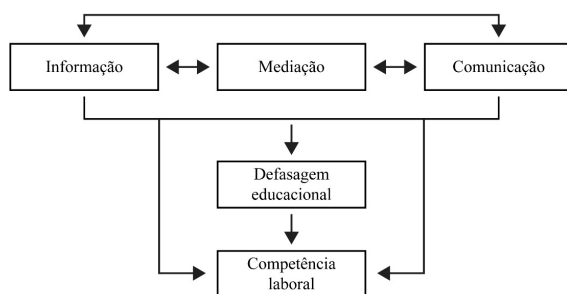 Informação
Mediação
Comunicação
Defasagem
educacional
Competência
laboral